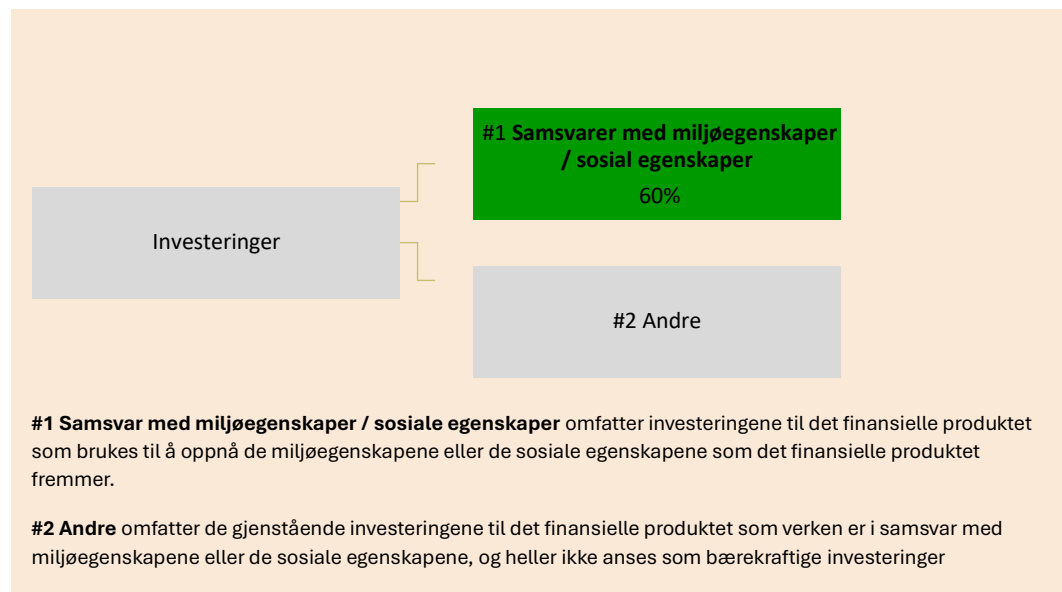 #1 Samsvarer med miljøegenskaper
/ sosial egenskaper
60%
Investeringer
#2 Andre
#1 Samsvar med miljøegenskaper / sosiale egenskaper omfatter investeringene til det finansielle produktet
som brukes til å oppnå de miljøegenskapene eller de sosiale egenskapene som det finansielle produktet
fremmer.
#2 Andre omfatter de gjenstående investeringene til det finansielle produktet som verken er i samsvar med
miljøegenskapene eller de sosiale egenskapene, og heller ikke anses som bærekraftige investeringer